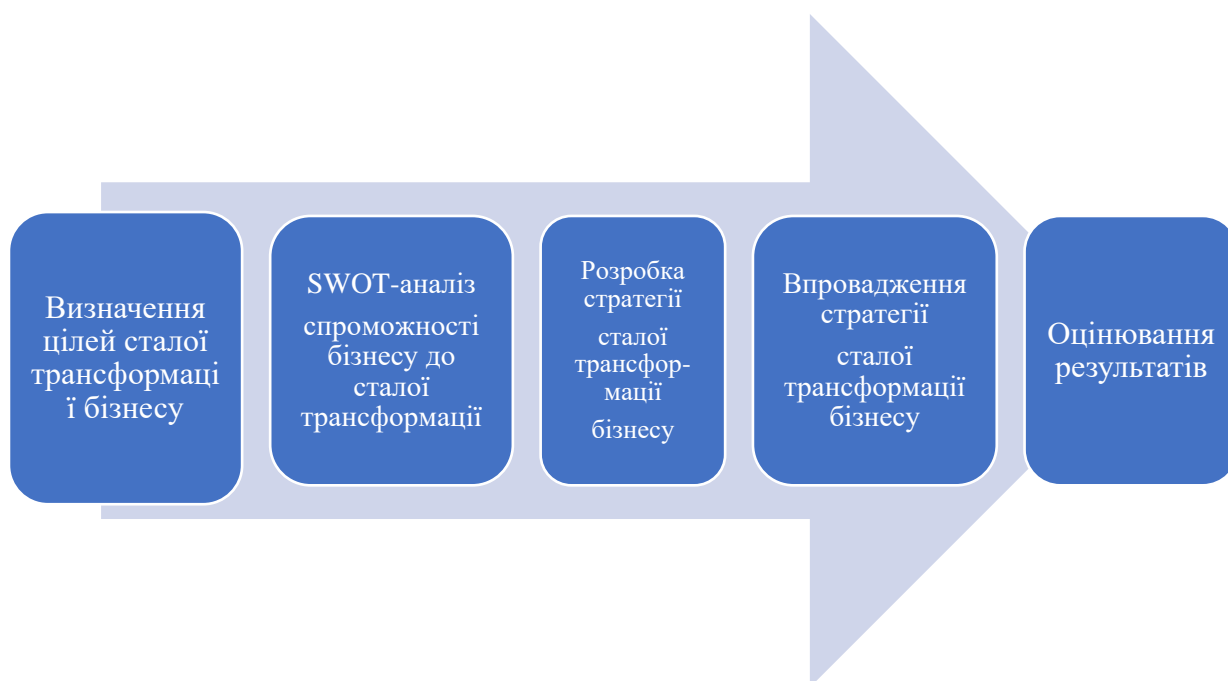 Визначення
цілей сталої
трансформаці
ї бізнесу
SWOT-аналіз
спроможності
бізнесу до
сталої
трансформації
Розробка
стратегії
сталої
трансфор-
мації
бізнесу
Впровадження
стратегії
сталої
трансформації
бізнесу
Оцінювання
результатів